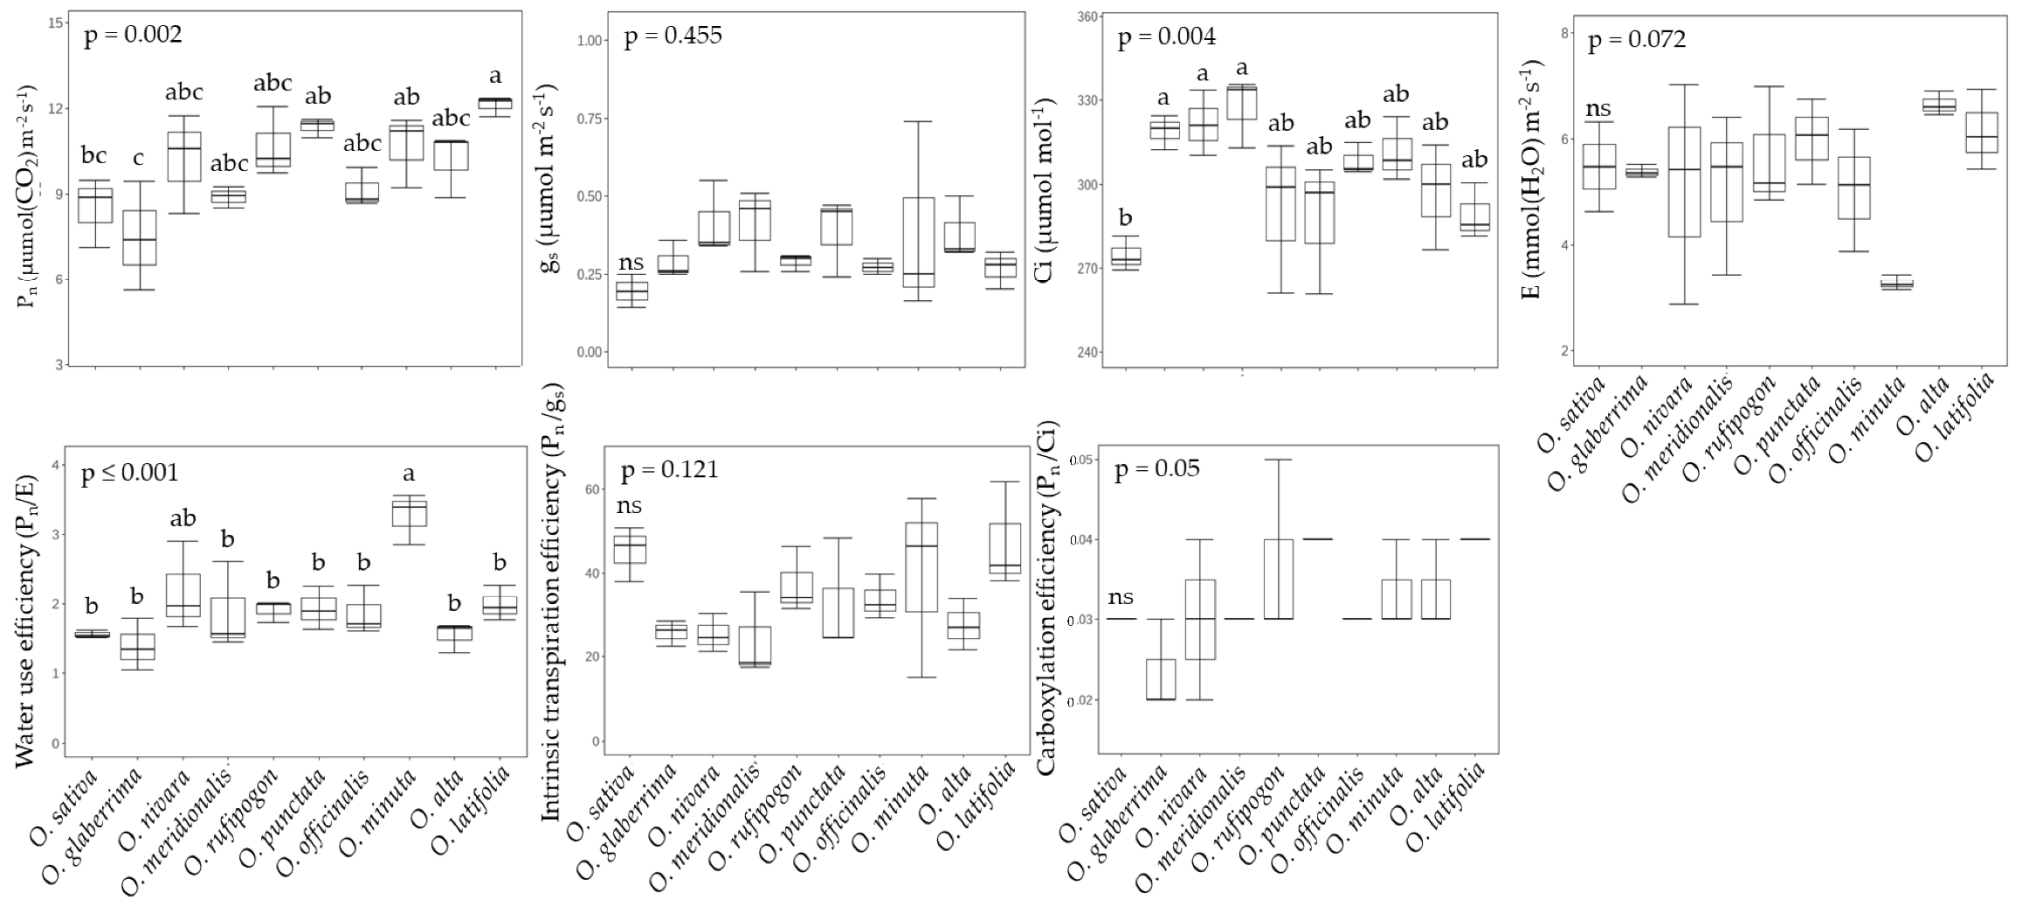 p = 0.002
Pn (μumol(CO2)m-2 s-1)
15
12
9
6
3
bc
c
abc
abc
abc
ab
abc
ab
abc
a
p = 0.455
gs (μumol m-2 s-1)
1.00
0.75
0.50
0.25
0.00
ns
p = 0.004
Ci (μumol mol-1)
360
330
300
270
240
b
a
a
a
ab
ab
ab
ab
ab
ab
p = 0.072
E (mmol(H2O) m-2 s-1)
8
6
4
2
ns
O. sativa
O. glaberrima
O. nivara
O. meridionalis
O. rufipogon
O. punctata
O. officinalis
O. minuta
O. alta
O. latifolia
p ≤ 0.001
Water use efficiency (Pn/E)
4
3
2
1
0
b
b
ab
b
b
b
b
a
b
b
O. sativa
O. glaberrima
O. nivara
O. meridionalis
O. rufipogon
O. punctata
O. officinalis
O. minuta
O. alta
O. latifolia
p = 0.121
Intrinsic transpiration efficiency (Pn/gs)
60
40
20
0
ns
O. sativa
O. glaberrima
O. nivara
O. meridionalis
O. rufipogon
O. punctata
O. officinalis
O. minuta
O. alta
O. latifolia
p = 0.05
Carboxylation efficiency (Pn/Ci)
0.05
0.04
0.03
0.02
ns
O. sativa
O. glaberrima
O. nivara
O. meridionalis
O. rufipogon
O. punctata
O. officinalis
O. minuta
O. alta
O. latifolia